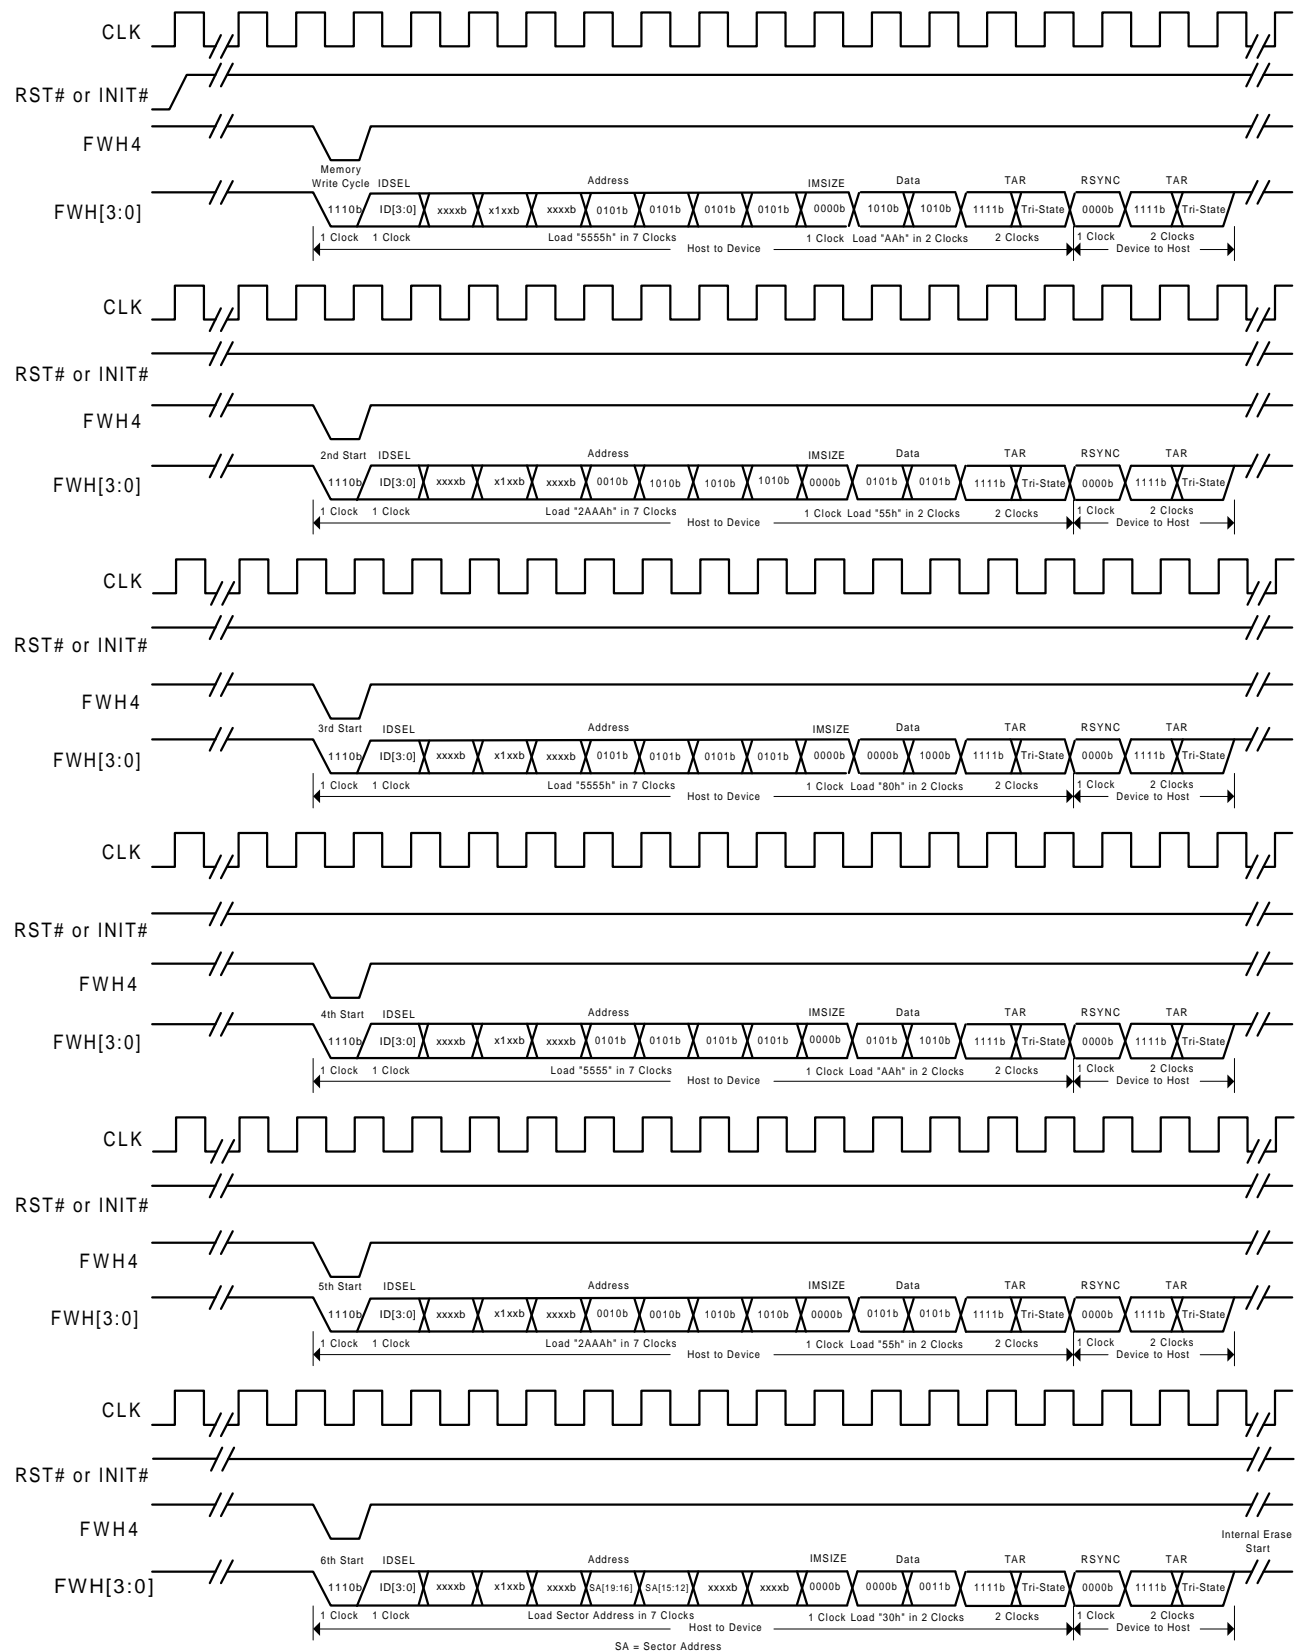 CLK
RST# or INIT#
FWH4
Memory
Write Cycle IDSEL Address IMSIZE Data TAR RSYNC TAR
FWH[3:0] 1110b ID[3:0] xxxxb x1xxb xxxxb 0101b 0101b 0101b 0101b 0000b 1010b 1010b 1111b Tri-State 0000b 1111b Tri-State
1 Clock 1 Clock Load "5555h" in 7 Clocks 1 Clock Load "AAh" in 2 Clocks 2 Clocks 1 Clock 2 Clocks
Host to Device Device to Host
CLK
RST# or INIT#
FWH4
2nd Start IDSEL Address IMSIZE Data TAR RSYNC TAR
FWH[3:0] 1110b ID[3:0] xxxxb x1xxb xxxxb 0010b 1010b 1010b 1010b 0000b 0101b 0101b 1111b Tri-State 0000b 1111b Tri-State
1 Clock 1 Clock Load "2AAAh" in 7 Clocks 1 Clock Load "55h" in 2 Clocks 2 Clocks 1 Clock 2 Clocks
Host to Device Device to Host
CLK
RST# or INIT#
FWH4
3rd Start IDSEL Address IMSIZE Data TAR RSYNC TAR
FWH[3:0] 1110b ID[3:0] xxxxb x1xxb xxxxb 0101b 0101b 0101b 0101b 0000b 0000b 1000b 1111b Tri-State 0000b 1111b Tri-State
1 Clock 1 Clock Load "5555h" in 7 Clocks 1 Clock Load "80h" in 2 Clocks 2 Clocks 1 Clock 2 Clocks
Host to Device Device to Host
CLK
RST# or INIT#
FWH4
4th Start IDSEL Address IMSIZE Data TAR RSYNC TAR
FWH[3:0] 1110b ID[3:0] xxxxb x1xxb xxxxb 0101b 0101b 0101b 0101b 0000b 0101b 1010b 1111b Tri-State 0000b 1111b Tri-State
1 Clock 1 Clock Load "5555" in 7 Clocks 1 Clock Load "AAh" in 2 Clocks 2 Clocks 1 Clock 2 Clocks
Host to Device Device to Host
CLK
RST# or INIT#
FWH4
5th Start IDSEL Address IMSIZE Data TAR RSYNC TAR
FWH[3:0] 1110b ID[3:0] xxxxb x1xxb xxxxb 0010b 0010b 1010b 1010b 0000b 0101b 0101b 1111b Tri-State 0000b 1111b Tri-State
1 Clock 1 Clock Load "2AAAh" in 7 Clocks 1 Clock Load "55h" in 2 Clocks 2 Clocks 1 Clock 2 Clocks
Host to Device Device to Host
CLK
RST# or INIT#
FWH4
Internal Erase
Start
6th Start IDSEL Address IMSIZE Data TAR RSYNC TAR
FWH[3:0] 1110b ID[3:0] xxxxb x1xxb xxxxb SA[19:16] SA[15:12] xxxxb xxxxb 0000b 0000b 0011b 1111b Tri-State 0000b 1111b Tri-State
1 Clock 1 Clock Load Sector Address in 7 Clocks 1 Clock Load "30h" in 2 Clocks 2 Clocks 1 Clock 2 Clocks
Host to Device Device to Host
SA = Sector Address